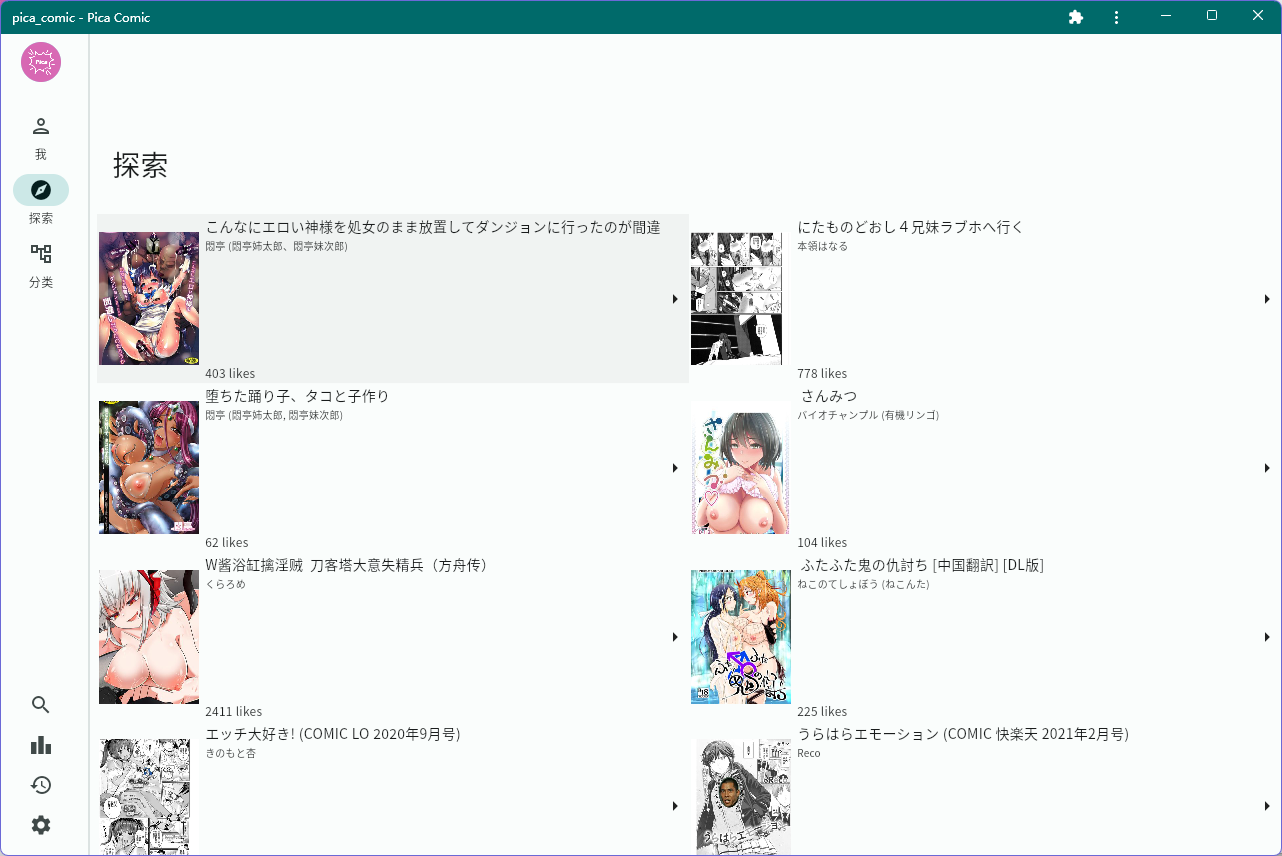 pica_comic - Pica Comic
Pica
我
探索
分类
探索
こんなにエロい神様を処女のまま放置してダンジョンに行ったのが間違
悶亭 (悶亭姉太郎、悶亭妹次郎)
403 likes
にたものどおし４兄妹ラブホへ行く
本領はなる
778 likes
堕ちた踊り子、タコと子作り
悶亭 (悶亭姉太郎, 悶亭妹次郎)
62 likes
さんみつ
バイオチャンプル (有機リンゴ)
104 likes
W酱浴缸擒淫贼 刀客塔大意失精兵（方舟传）
くらろめ
2411 likes
ふたふた鬼の仇討ち [中国翻訳] [DL版]
ねこのてしょぼう (ねこんた)
225 likes
エッチ大好き! (COMIC LO 2020年9月号)
きのもと杏
うらはらエモーション (COMIC 快楽天 2021年2月号)
Reco